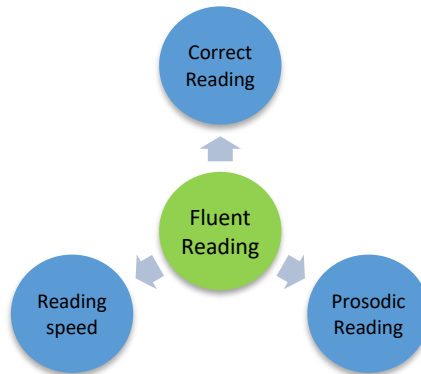 Correct
Reading
Fluent
Reading
Reading
speed
Prosodic
Reading